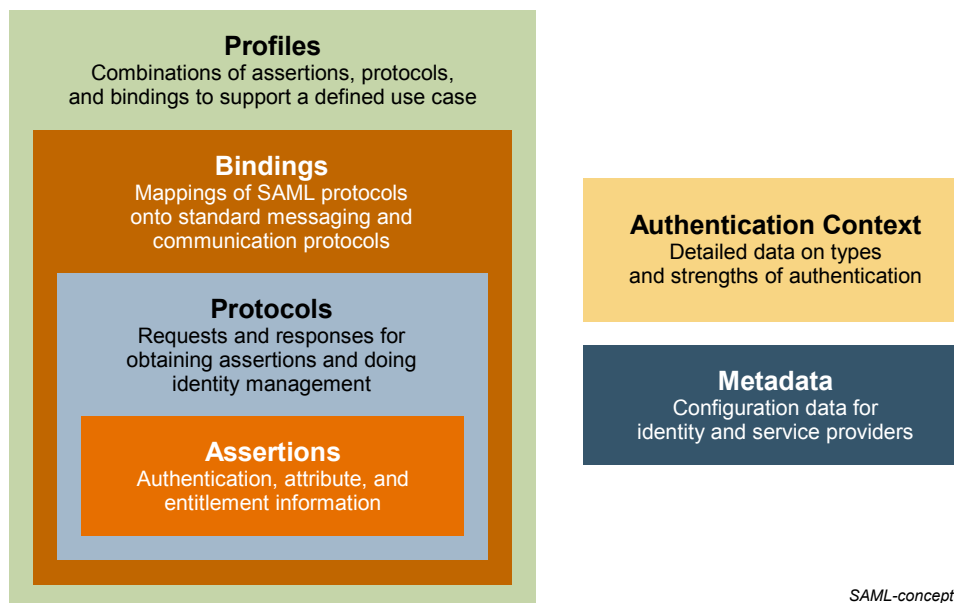 Profiles
Combinations of assertions, protocols,
and bindings to support a defined use case
Bindings
Mappings of SAML protocols
onto standard messaging and
communication protocols
Protocols
Requests and responses for
obtaining assertions and doing
identity management
Assertions
Authentication, attribute, and
entitlement information
Authentication Context
Detailed data on types
and strengths of authentication
Metadata
Configuration data for
identity and service providers
SAML-concept